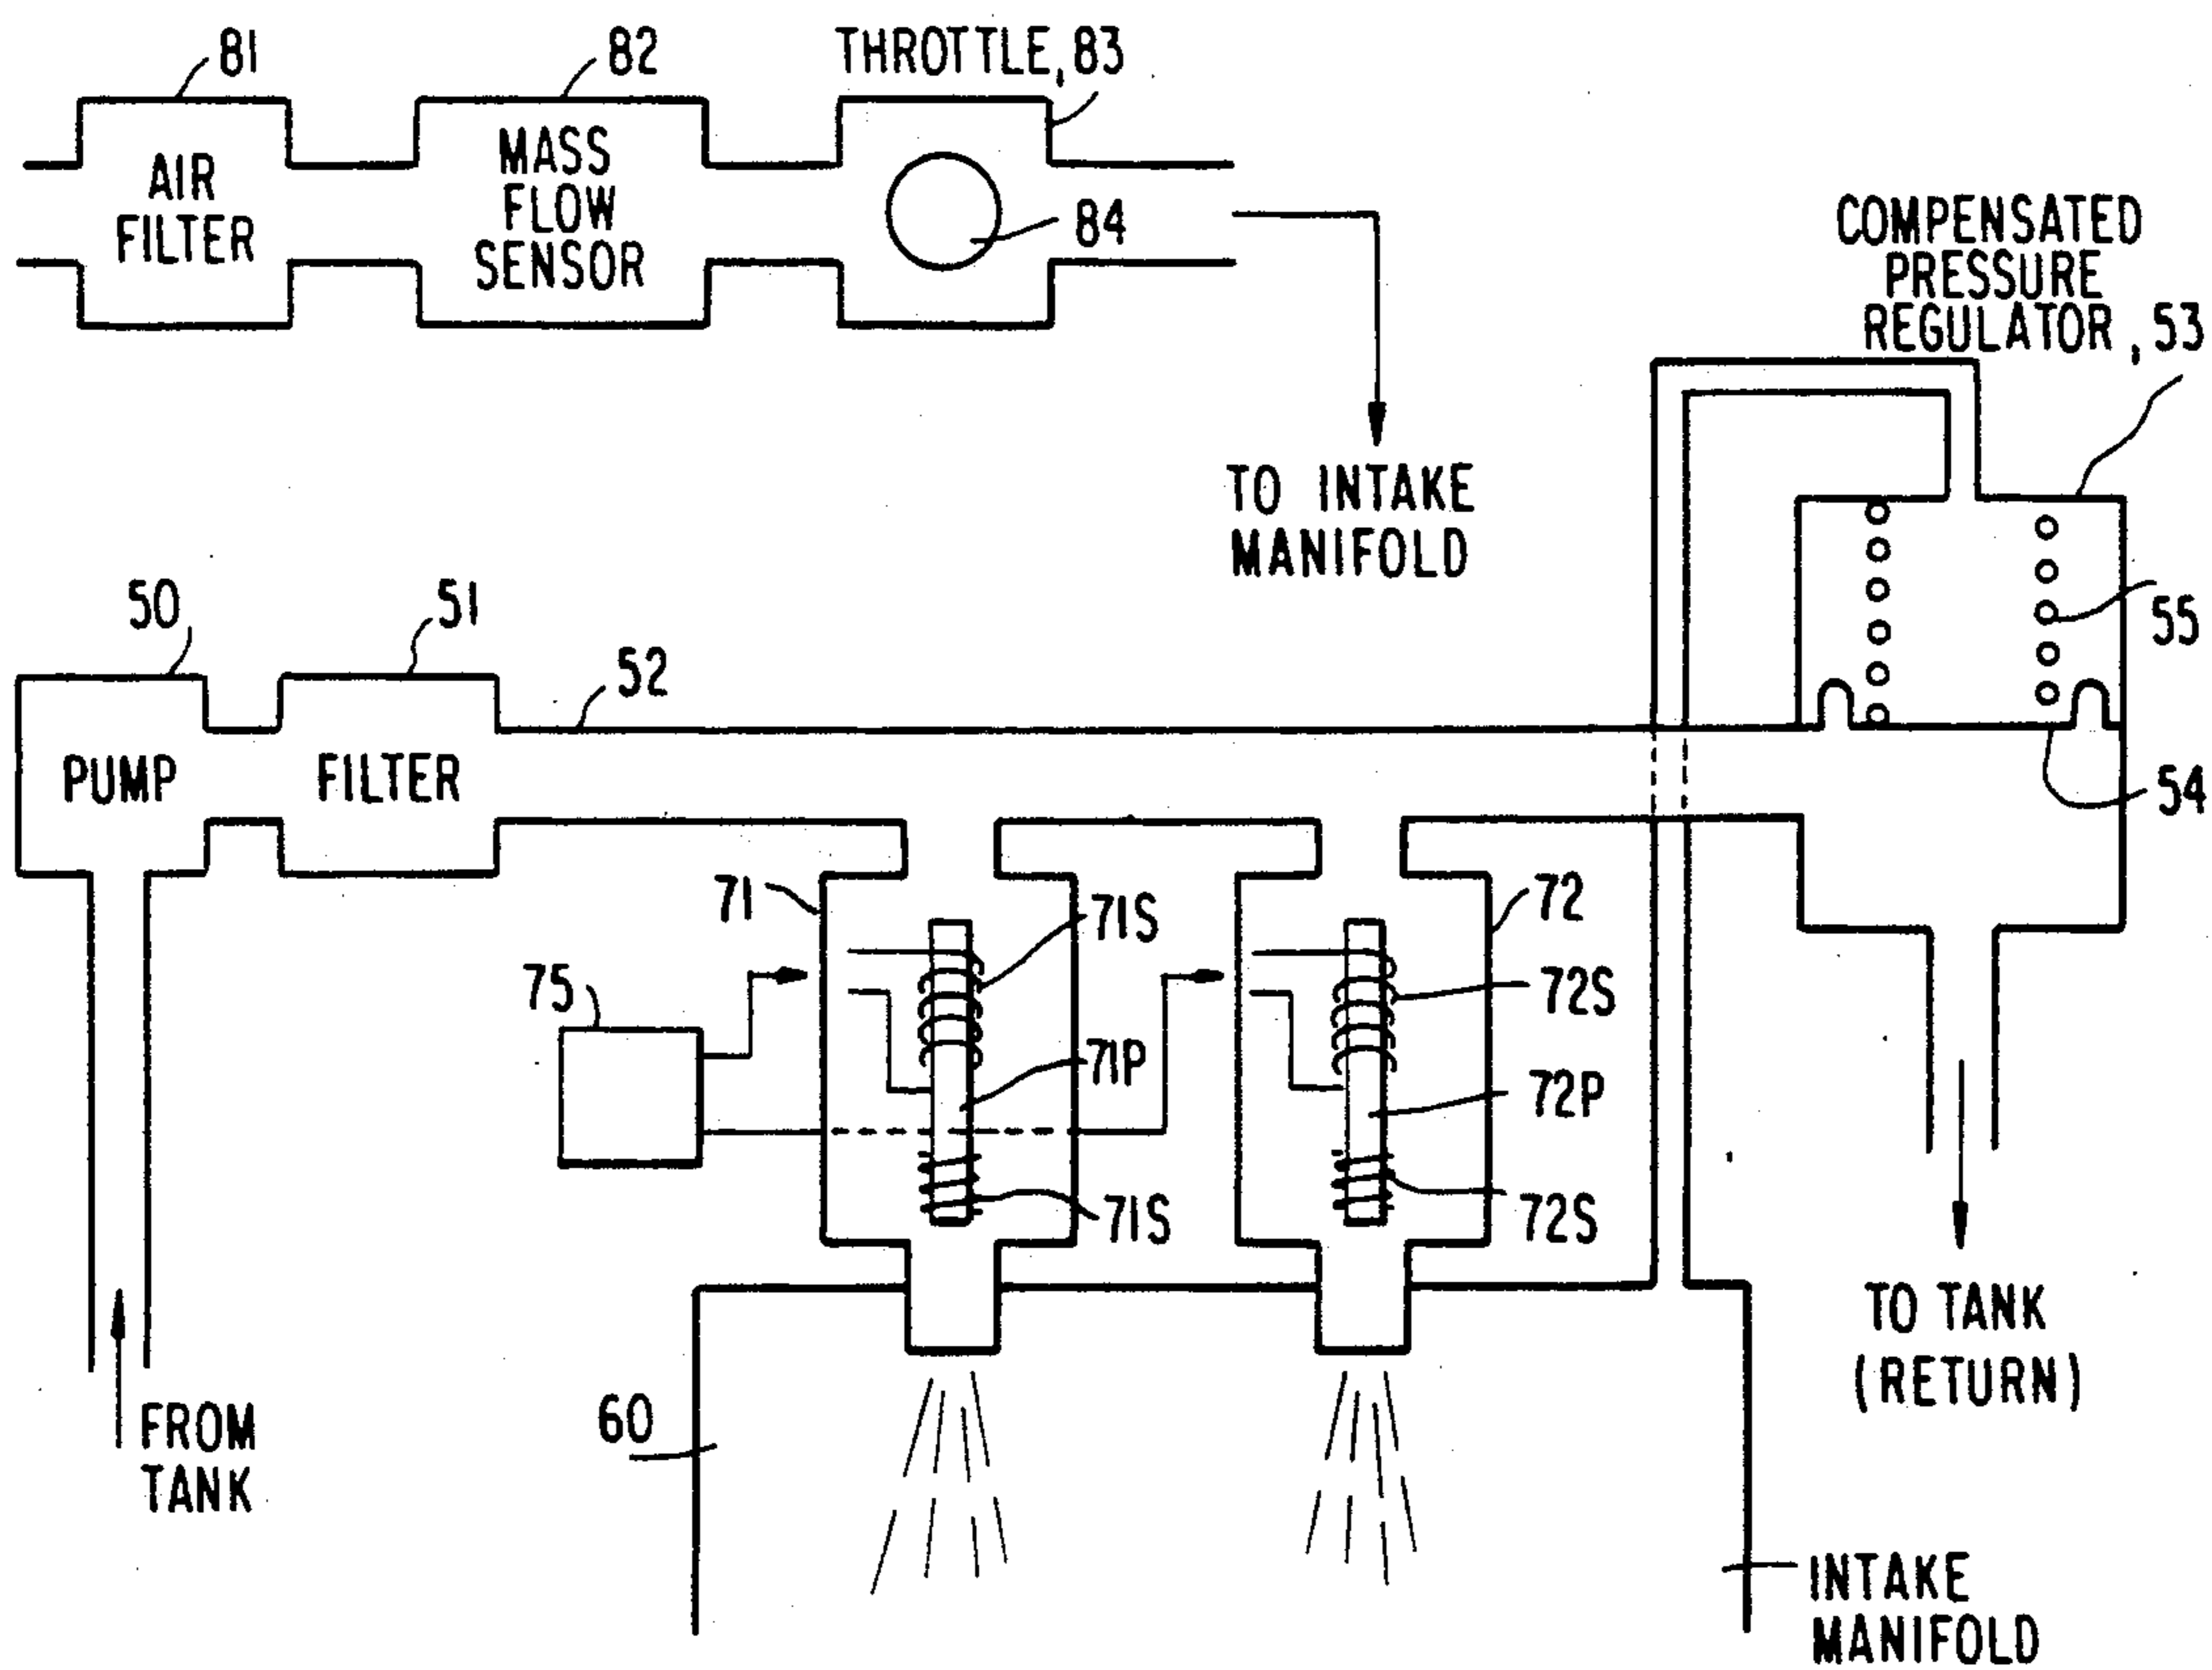 81
82
THROTTLE, 83
AIR
FILTER
MASS
FLOW
SENSOR
84
COMPENSATED
PRESSURE
REGULATOR, 53
TO INTAKE
MANIFOLD
50
51
52
55
PUMP
FILTER
54
71
71S
72
75
72S
71P
72P
71S
72S
TO TANK
(RETURN)
60
FROM
TANK
INTAKE
MANIFOLD